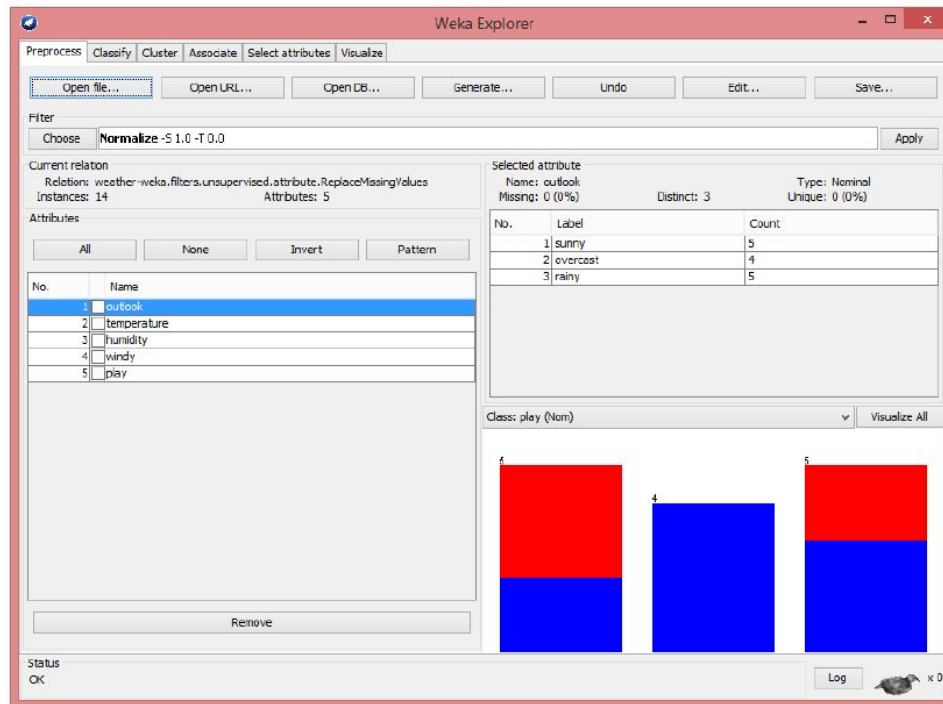 Weka Explorer
Preprocess Classify Cluster Associate Select attributes Visualize
Open file... Open URL... Open DB... Generate... Undo Edit... Save...
Filter
Choose Normalize -S 1.0 -T 0.0 Apply
Current relation
Relation: weather-weka.filters.unsupervised.attribute.ReplaceMissingValues
Instances: 14 Attributes: 5
Attributes
All None Invert Pattern
No. Name
1 outlook
2 temperature
3 humidity
4 windy
5 play
Remove
Selected attribute
Name: outlook Type: Nominal
Missing: 0 (0%) Distinct: 3 Unique: 0 (0%)
No. Label Count
1 sunny 5
2 overcast 4
3 rainy 5
Class: play (Nom) Visualize All
5 4 5
Status
OK Log x 0